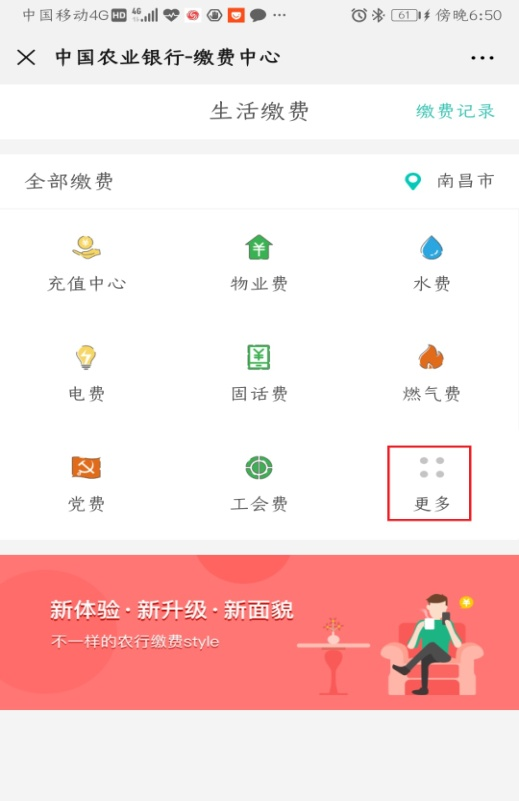 中国移动4G HD 4G 61 傍晚6:50
中国农业银行-缴费中心
生活缴费 缴费记录
全部缴费 南昌市
充值中心 物业费 水费
电费 固话费 燃气费
党费 工会费 更多
新体验·新升级·新面貌
不一样的农行缴费style